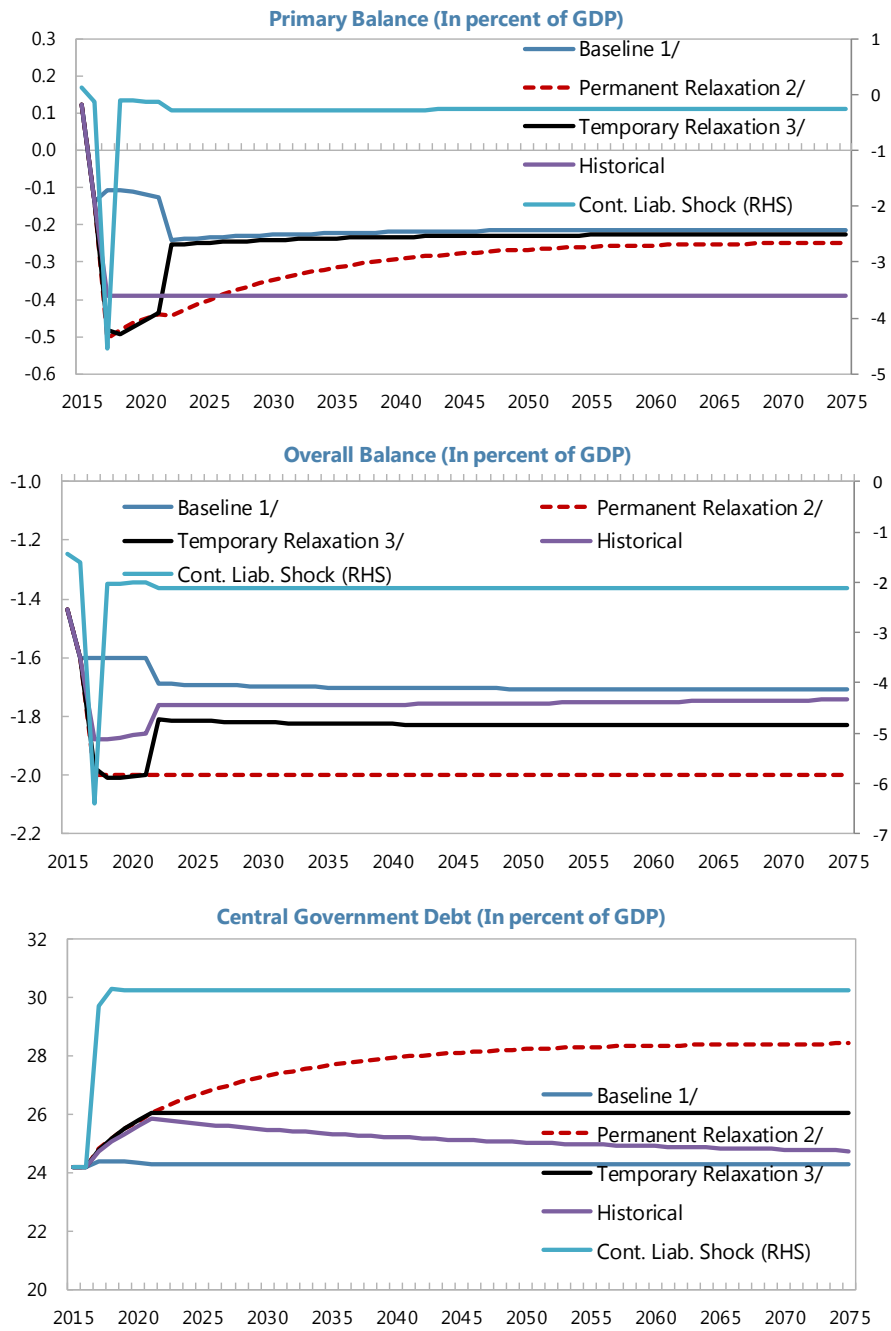 Primary Balance (In percent of GDP)
0.3
0.2
0.1
0.0
-0.1
-0.2
-0.3
-0.4
-0.5
-0.6
1
0
-1
-2
-3
-4
-5
Baseline 1/
Permanent Relaxation 2/
Temporary Relaxation 3/
Historical
Cont. Liab. Shock (RHS)
2015 2020 2025 2030 2035 2040 2045 2050 2055 2060 2065 2070 2075
Overall Balance (In percent of GDP)
-1.0
-1.2
-1.4
-1.6
-1.8
-2.0
-2.2
0
-1
-2
-3
-4
-5
-6
-7
Baseline 1/ Permanent Relaxation 2/
Temporary Relaxation 3/ Historical
Cont. Liab. Shock (RHS)
2015 2020 2025 2030 2035 2040 2045 2050 2055 2060 2065 2070 2075
Central Government Debt (In percent of GDP)
32
30
28
26
24
22
20
Baseline 1/
Permanent Relaxation 2/
Temporary Relaxation 3/
Historical
Cont. Liab. Shock (RHS)
2015 2020 2025 2030 2035 2040 2045 2050 2055 2060 2065 2070 2075